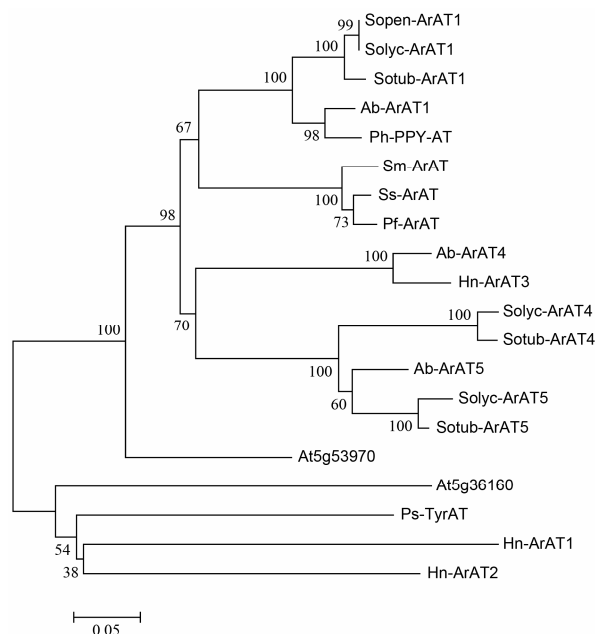 99
Sopen-ArAT1
100
Solyc-ArAT1
Sotub-ArAT1
100
Ab-ArAT1
98
Ph-PPY-AT
67
Sm-ArAT
100
Ss-ArAT
73
Pf-ArAT
98
100
Ab-ArAT4
Hn-ArAT3
70
100
Solyc-ArAT4
Sotub-ArAT4
100
Ab-ArAT5
60
Solyc-ArAT5
100
Sotub-ArAT5
100
At5g53970
At5g36160
Ps-TyrAT
54
Hn-ArAT1
38
Hn-ArAT2
0.05